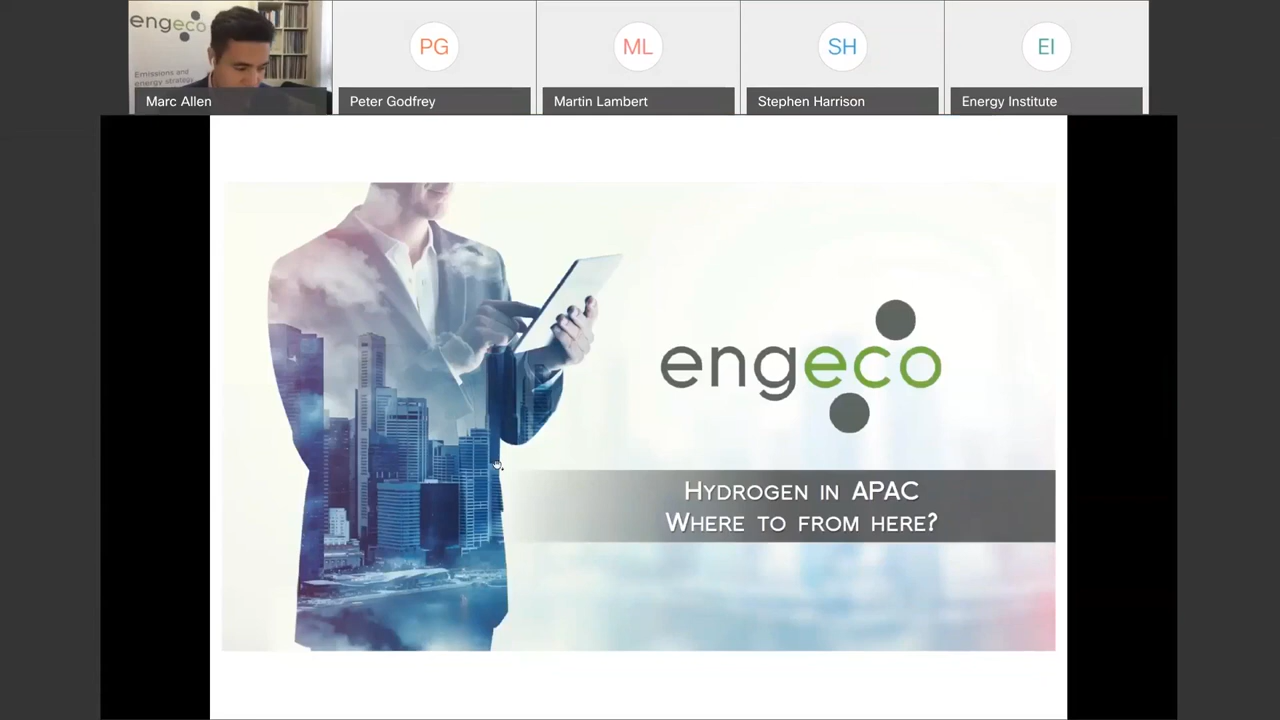 engeco
Emissions and
energy strategy
Marc Allen
PG
Peter Godfrey
ML
Martin Lambert
SH
Stephen Harrison
EI
Energy Institute
engeco
HYDROGEN IN APAC
WHERE TO FROM HERE?